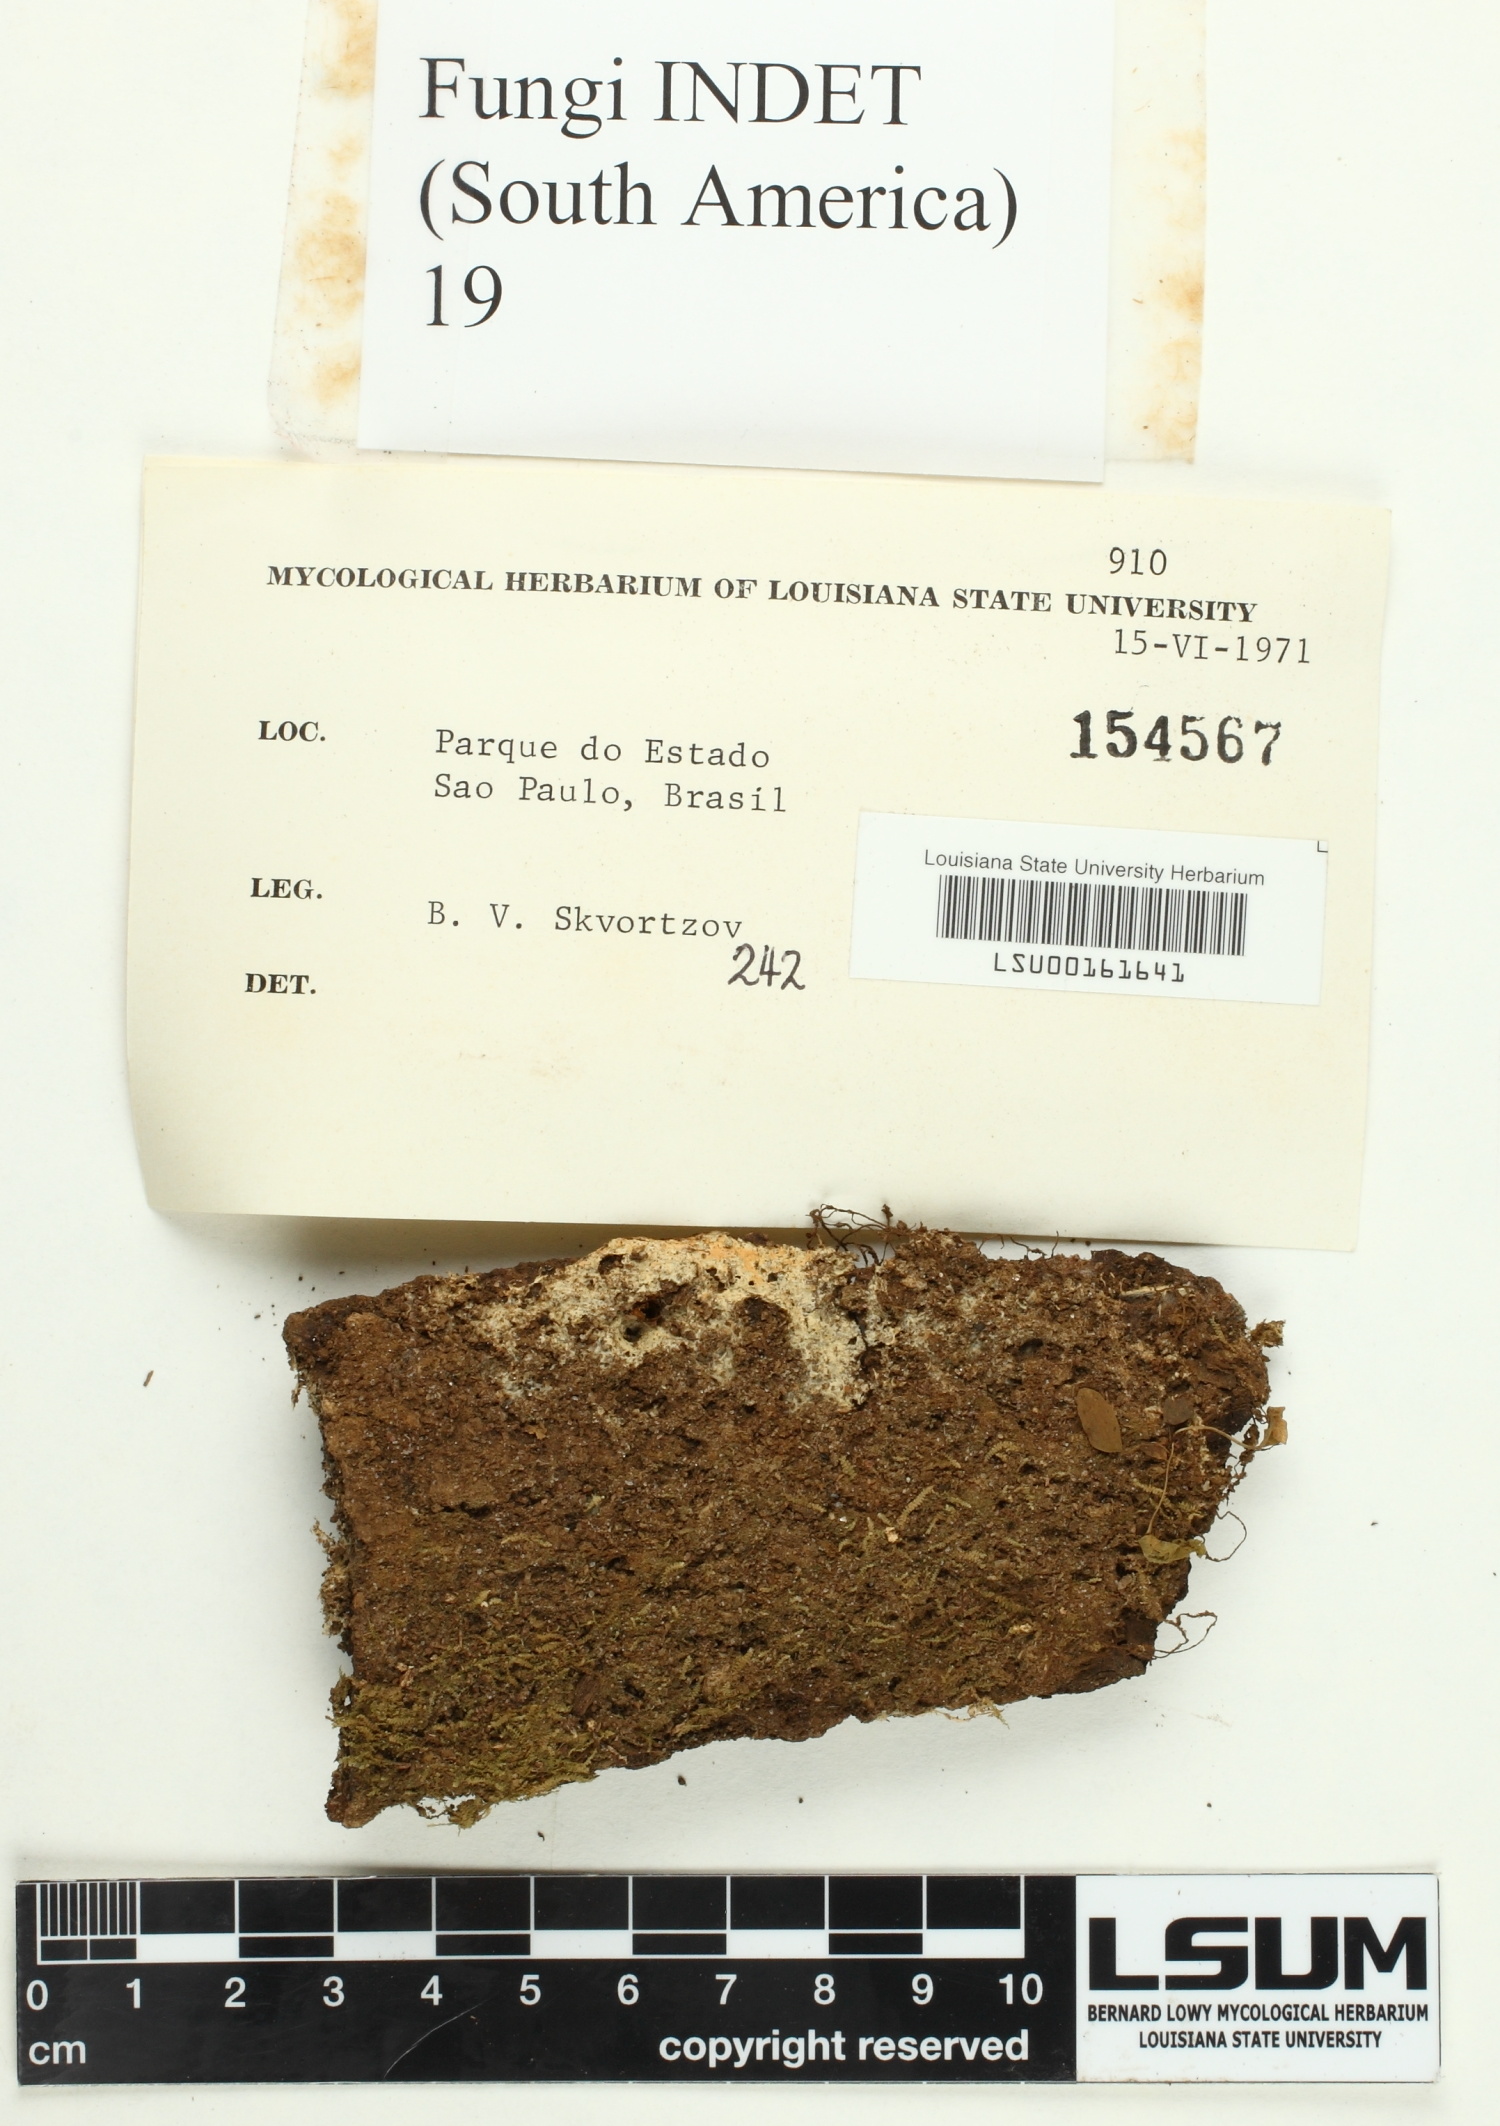 Fungi INDET
(South America)
19
910
MYCOLOGICAL HERBARIUM OF LOUISIANA STATE UNIVERSITY
15-VI-1971
154567
LOC. Parque do Estado
Sao Paulo, Brasil
Louisiana State University Herbarium
LSU00161641
LEG. B. V. Skvortzov
242
DET.
0 1 2 3 4 5 6 7 8 9 10
cm
copyright reserved
LSUM
BERNARD LOWY MYCOLOGICAL HERBARIUM
LOUISIANA STATE UNIVERSITY